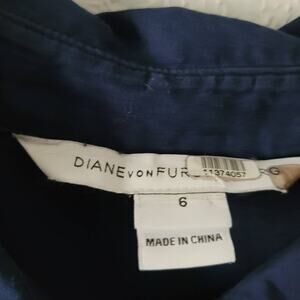 DIANE VON FUR G
11374057
6
MADE IN CHINA